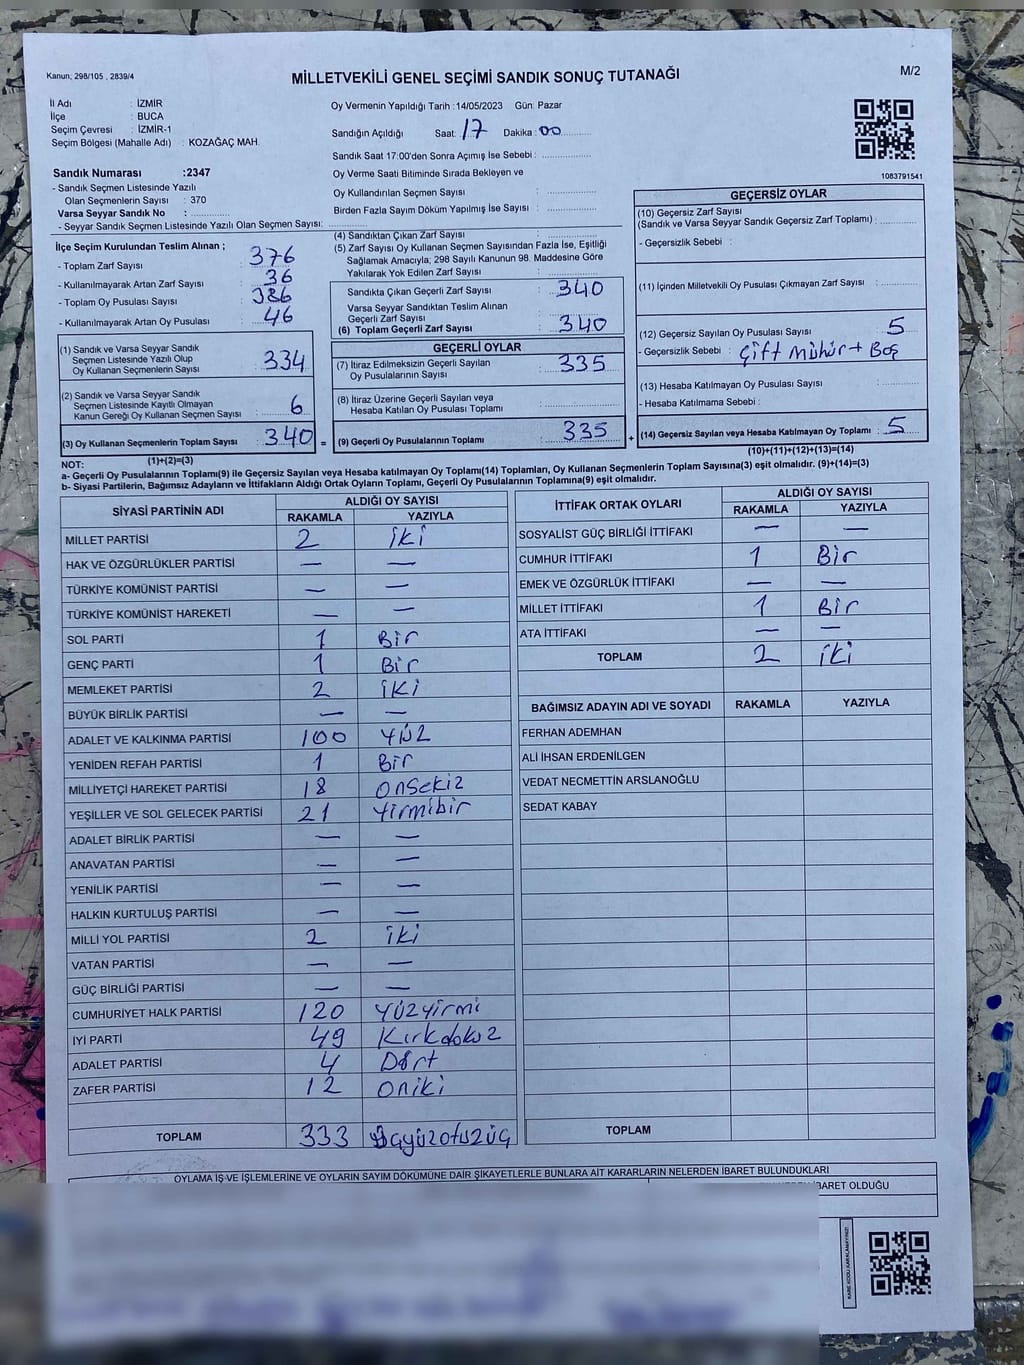 Kanun; 298/105 , 2839/4
MİLLETVEKİLİ GENEL SEÇİMİ SANDIK SONUÇ TUTANAĞI
M/2
İl Adı : İZMİR
İlçe : BUCA
Seçim Çevresi : İZMİR-1
Seçim Bölgesi (Mahalle Adı) : KOZAĞAÇ MAH.
Oy Vermenin Yapıldığı Tarih :14/05/2023 Gün: Pazar
Sandığın Açıldığı Saat: 17 Dakika : 00
Sandık Saat 17:00'den Sonra Açımış İse Sebebi :
Oy Verme Saati Bitiminde Sırada Bekleyen ve
Oy Kullandırılan Seçmen Sayısı :
Birden Fazla Sayım Döküm Yapılmış İse Sayısı :
1083791541
Sandık Numarası :2347
- Sandık Seçmen Listesinde Yazılı
Olan Seçmenlerin Sayısı : 370
Varsa Seyyar Sandık No :
- Seyyar Sandık Seçmen Listesinde Yazılı Olan Seçmen Sayısı:
İlçe Seçim Kurulundan Teslim Alınan ;
- Toplam Zarf Sayısı : 376
- Kullanılmayarak Artan Zarf Sayısı : 36
- Toplam Oy Pusulası Sayısı : 386
- Kullanılmayarak Artan Oy Pusulası : 46
(1) Sandık ve Varsa Seyyar Sandık
Seçmen Listesinde Yazılı Olup
Oy Kullanan Seçmenlerin Sayısı : 334
(2) Sandık ve Varsa Seyyar Sandık
Seçmen Listesinde Kayıtlı Olmayan
Kanun Gereği Oy Kullanan Seçmen Sayısı : 6
(3) Oy Kullanan Seçmenlerin Toplam Sayısı : 340 =
(1)+(2)=(3)
(4) Sandıktan Çıkan Zarf Sayısı :
(5) Zarf Sayısı Oy Kullanan Seçmen Sayısından Fazla İse, Eşitliği
Sağlamak Amacıyla; 298 Sayılı Kanunun 98. Maddesine Göre
Yakılarak Yok Edilen Zarf Sayısı :
Sandıkta Çıkan Geçerli Zarf Sayısı : 340
Varsa Seyyar Sandıktan Teslim Alınan
Geçerli Zarf Sayısı :
(6) Toplam Geçerli Zarf Sayısı : 340
GEÇERLİ OYLAR
(7) İtiraz Edilmeksizin Geçerli Sayılan
Oy Pusulalarının Sayısı : 335
(8) İtiraz Üzerine Geçerli Sayılan veya
Hesaba Katılan Oy Pusulası Toplamı :
(9) Geçerli Oy Pusulalarının Toplamı : 335 +
GEÇERSİZ OYLAR
(10) Geçersiz Zarf Sayısı
(Sandık ve Varsa Seyyar Sandık Geçersiz Zarf Toplamı) :
- Geçersizlik Sebebi :
(11) İçinden Milletvekili Oy Pusulası Çıkmayan Zarf Sayısı :
(12) Geçersiz Sayılan Oy Pusulası Sayısı : 5
- Geçersizlik Sebebi : Çift mühür + Boş
(13) Hesaba Katılmayan Oy Pusulası Sayısı :
- Hesaba Katılmama Sebebi :
(14) Geçersiz Sayılan veya Hesaba Katılmayan Oy Toplamı : 5
(10)+(11)+(12)+(13)=(14)
NOT:
a- Geçerli Oy Pusulalarının Toplamı(9) ile Geçersiz Sayılan veya Hesaba katılmayan Oy Toplamı(14) Toplamları, Oy Kullanan Seçmenlerin Toplam Sayısına(3) eşit olmalıdır. (9)+(14)=(3)
b- Siyasi Partilerin, Bağımsız Adayların ve İttifakların Aldığı Ortak Oyların Toplamı, Geçerli Oy Pusulalarının Toplamına(9) eşit olmalıdır.
SİYASİ PARTİNİN ADI ALDIĞI OY SAYISI
RAKAMLA YAZIYLA
MİLLET PARTİSİ 2 iki
HAK VE ÖZGÜRLÜKLER PARTİSİ — —
TÜRKİYE KOMÜNİST PARTİSİ — —
TÜRKİYE KOMÜNİST HAREKETİ — —
SOL PARTİ 1 Bir
GENÇ PARTİ 1 Bir
MEMLEKET PARTİSİ 2 iki
BÜYÜK BİRLİK PARTİSİ — —
ADALET VE KALKINMA PARTİSİ 100 YÜZ
YENİDEN REFAH PARTİSİ 1 Bir
MİLLİYETÇİ HAREKET PARTİSİ 18 onsekiz
YEŞİLLER VE SOL GELECEK PARTİSİ 21 Yirmibir
ADALET BİRLİK PARTİSİ — —
ANAVATAN PARTİSİ — —
YENİLİK PARTİSİ — —
HALKIN KURTULUŞ PARTİSİ — —
MİLLİ YOL PARTİSİ 2 iki
VATAN PARTİSİ — —
GÜÇ BİRLİĞİ PARTİSİ — —
CUMHURİYET HALK PARTİSİ 120 Yüzyirmi
İYİ PARTİ 49 Kırkdokuz
ADALET PARTİSİ 4 Dört
ZAFER PARTİSİ 12 oniki
TOPLAM 333
İTTİFAK ORTAK OYLARI ALDIĞI OY SAYISI
RAKAMLA YAZIYLA
SOSYALİST GÜÇ BİRLİĞİ İTTİFAKI — —
CUMHUR İTTİFAKI 1 Bir
EMEK VE ÖZGÜRLÜK İTTİFAKI — —
MİLLET İTTİFAKI 1 Bir
ATA İTTİFAKI — —
TOPLAM 2 iki
BAĞIMSIZ ADAYIN ADI VE SOYADI RAKAMLA YAZIYLA
FERHAN ADEMHAN
ALİ İHSAN ERDENİLGEN
VEDAT NECMETTİN ARSLANOĞLU
SEDAT KABAY
TOPLAM
OYLAMA İŞ VE İŞLEMLERİNE VE OYLARIN SAYIM DÖKÜMÜNE DAİR ŞİKAYETLERLE BUNLARA AİT KARARLARIN NELERDEN İBARET BULUNDUKLARI
İBARET OLDUĞU